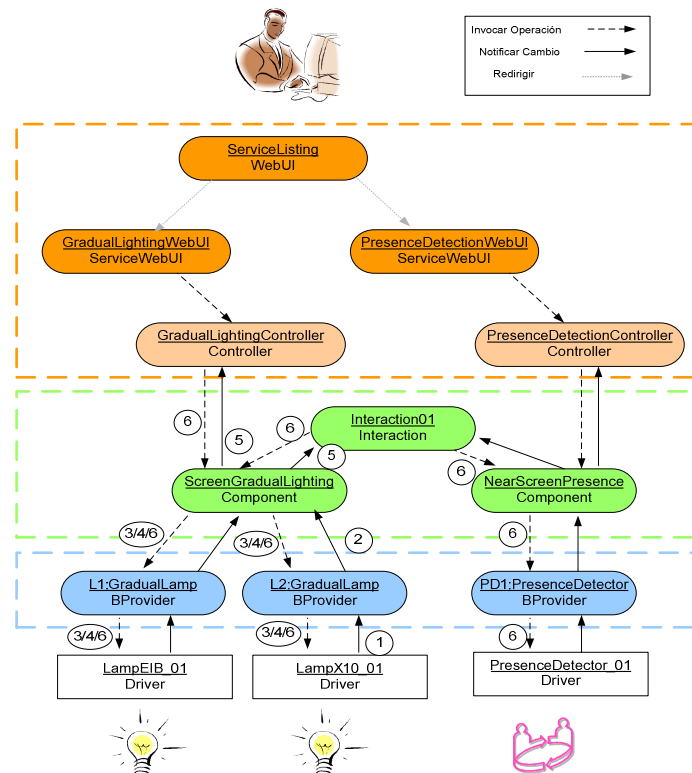 Invocar Operación
Notificar Cambio
Redirigir
ServiceListing
WebUI
GradualLightingWebUI
ServiceWebUI
PresenceDetectionWebUI
ServiceWebUI
GradualLightingController
Controller
PresenceDetectionController
Controller
6
5
6
Interaction01
Interaction
5
6
ScreenGradualLighting
Component
NearScreenPresence
Component
3/4/6
3/4/6
2
6
L1:GradualLamp
BProvider
L2:GradualLamp
BProvider
PD1:PresenceDetector
BProvider
3/4/6
3/4/6
1
6
LampEIB_01
Driver
LampX10_01
Driver
PresenceDetector_01
Driver